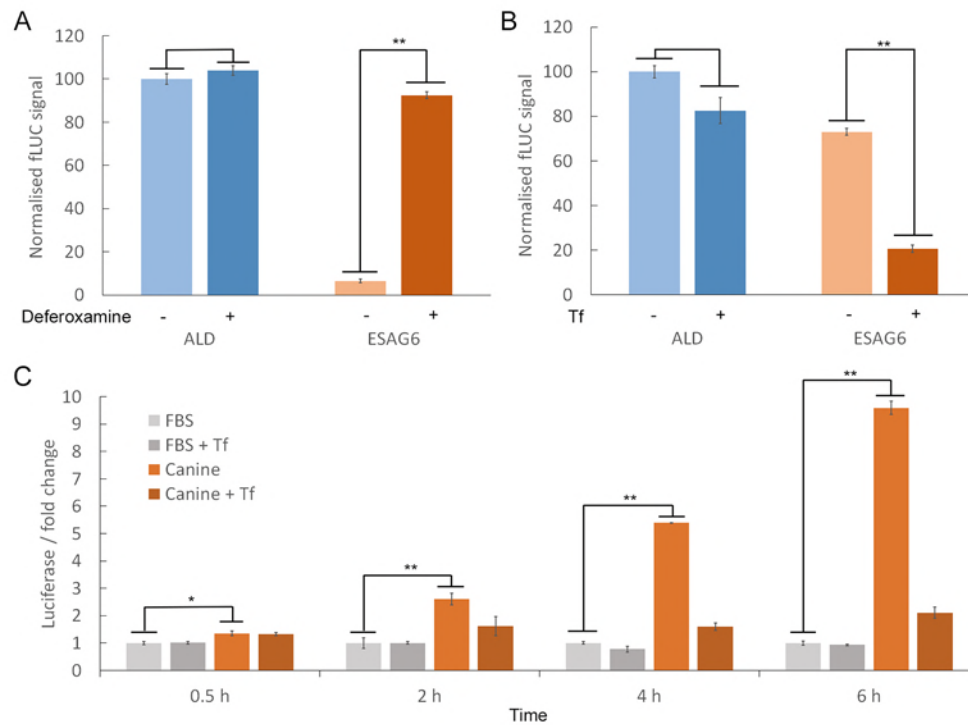 A
Normalised fLUC signal
120
100
80
60
40
20
0
**
Deferoxamine - + - +
ALD ESAG6
B
Normalised fLUC signal
120
100
80
60
40
20
0
**
Tf - + - +
ALD ESAG6
C
Luciferase / fold change
10
9
8
7
6
5
4
3
2
1
0
FBS
FBS + Tf
Canine
Canine + Tf
*
**
**
**
0.5 h 2 h 4 h 6 h
Time